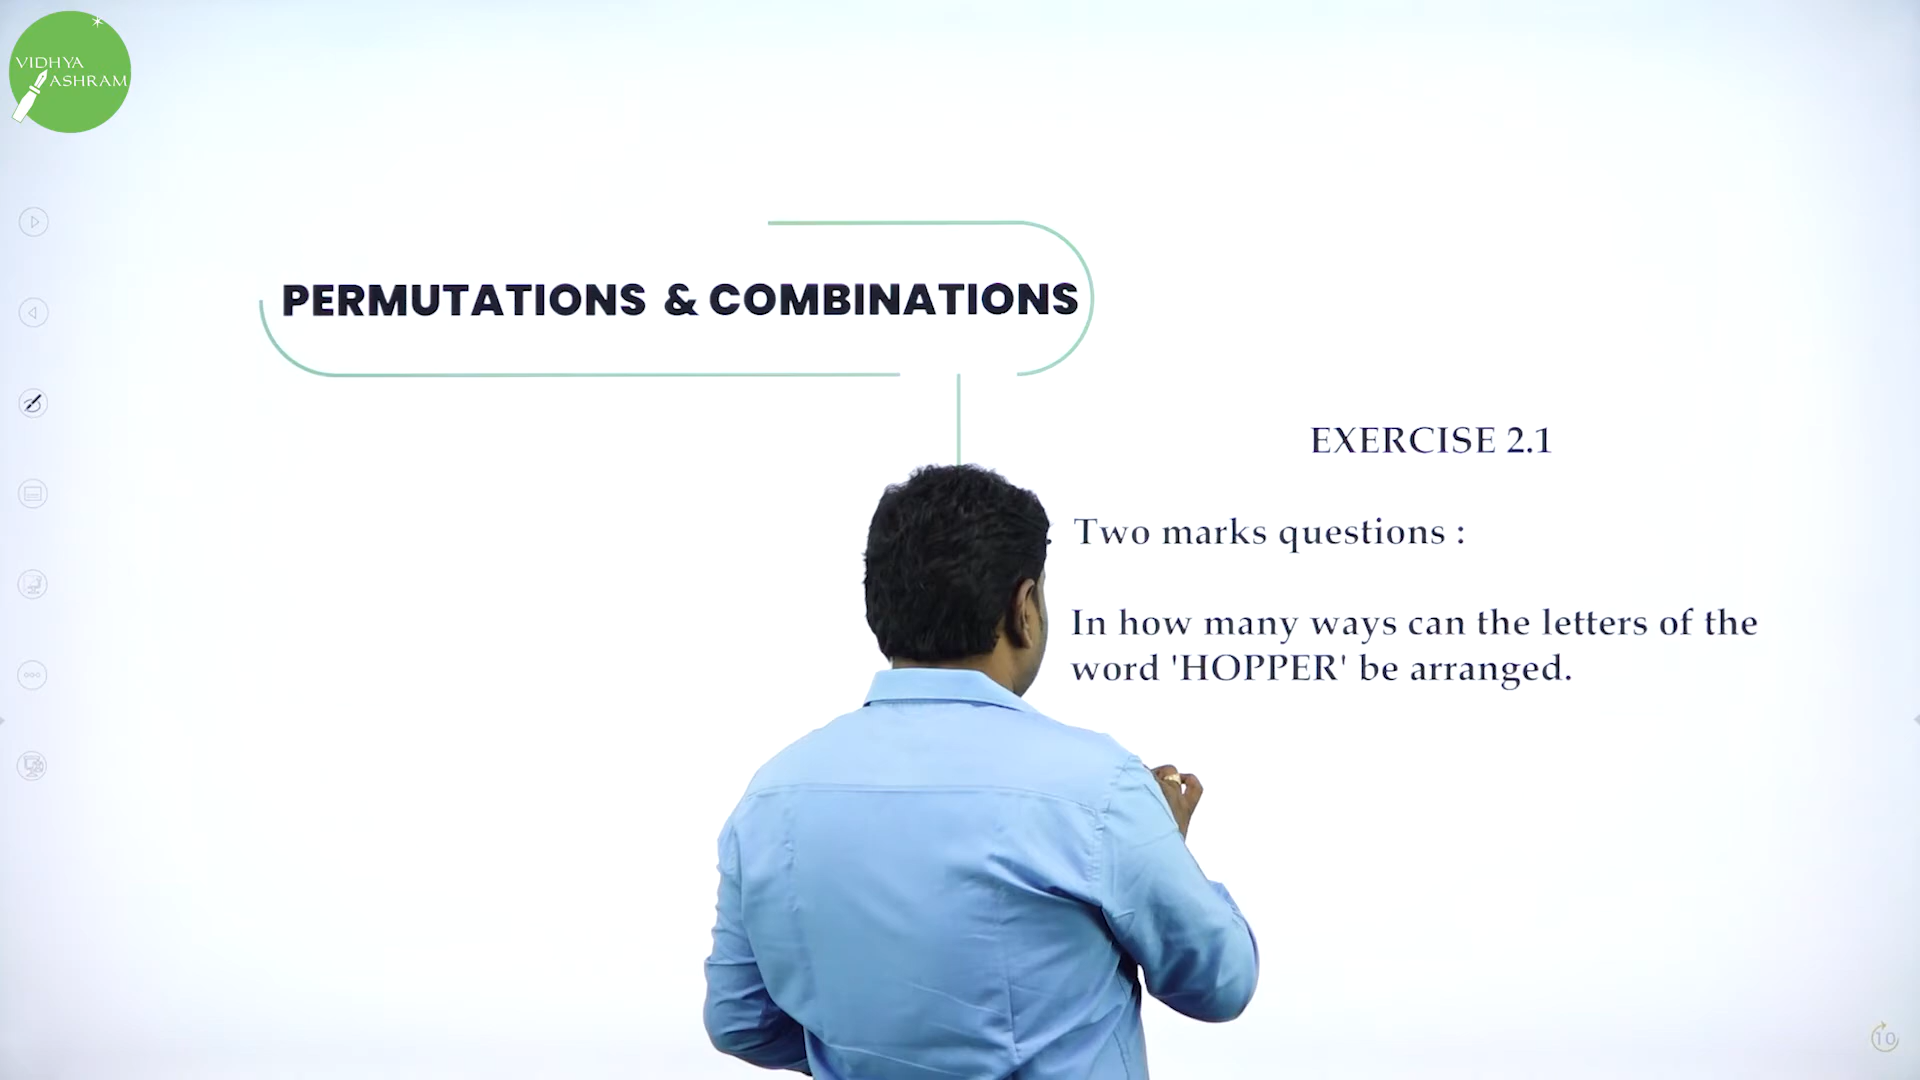 VIDHYA
ASHRAM
PERMUTATIONS & COMBINATIONS
EXERCISE 2.1
. Two marks questions :
In how many ways can the letters of the
word 'HOPPER' be arranged.
10